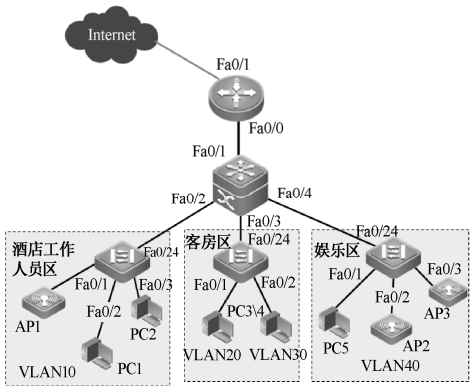 Internet
Fa0/1
Fa0/0
Fa0/1
Fa0/2
Fa0/4
Fa0/3
酒店工作
人员区
Fa0/24
Fa0/1
Fa0/3
Fa0/2
AP1
PC2
PC1
VLAN10
客房区
Fa0/24
Fa0/1
Fa0/2
PC3\4
VLAN20
VLAN30
娱乐区
Fa0/24
Fa0/1
Fa0/3
Fa0/2
AP3
PC5
AP2
VLAN40